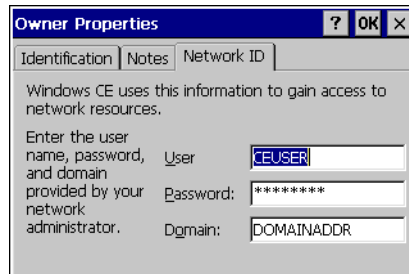 Owner Properties ? OK ×
Identification Notes Network ID
Windows CE uses this information to gain access to
network resources.
Enter the user
name, password,
and domain
provided by your
network
administrator.
User CEUSER
Password: ********
Domain: DOMAINADDR